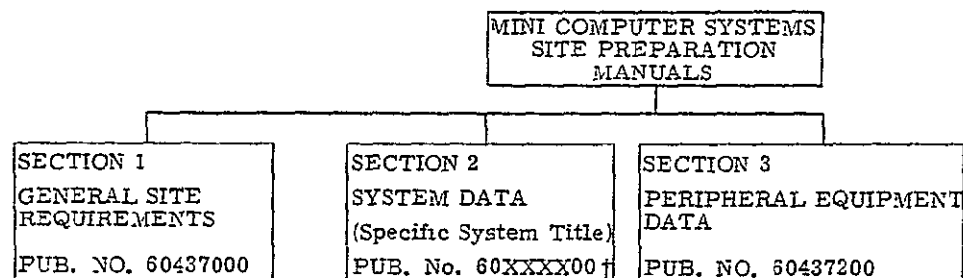 MINI COMPUTER SYSTEMS
SITE PREPARATION
MANUALS
SECTION 1
GENERAL SITE
REQUIREMENTS
PUB. NO. 60437000
SECTION 2
SYSTEM DATA
(Specific System Title)
PUB. No. 60XXXX00†
SECTION 3
PERIPHERAL EQUIPMENT
DATA
PUB. NO. 60437200